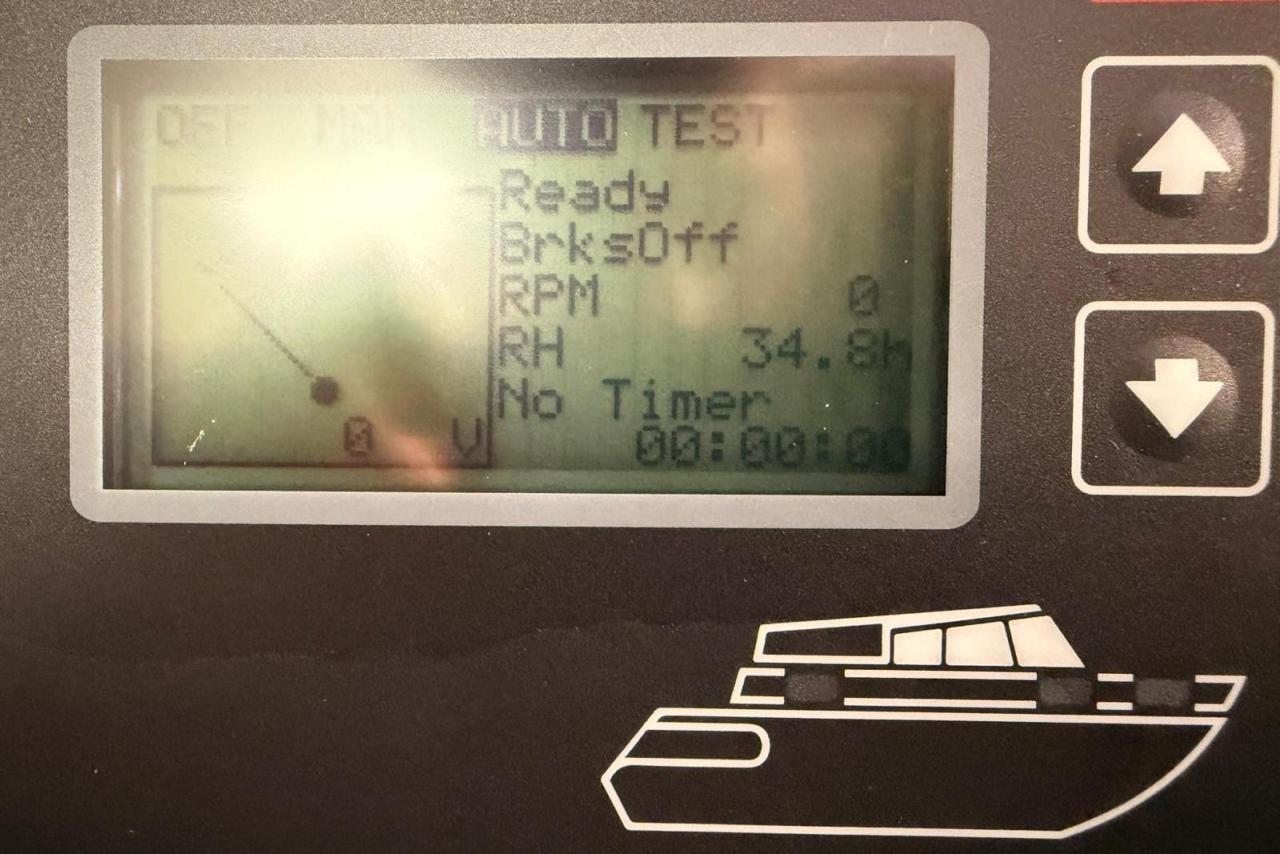 OFF MAN AUTO TEST
Ready
BrksOff
RPM 0
RH 34.8h
No Timer
0 V 00:00:00